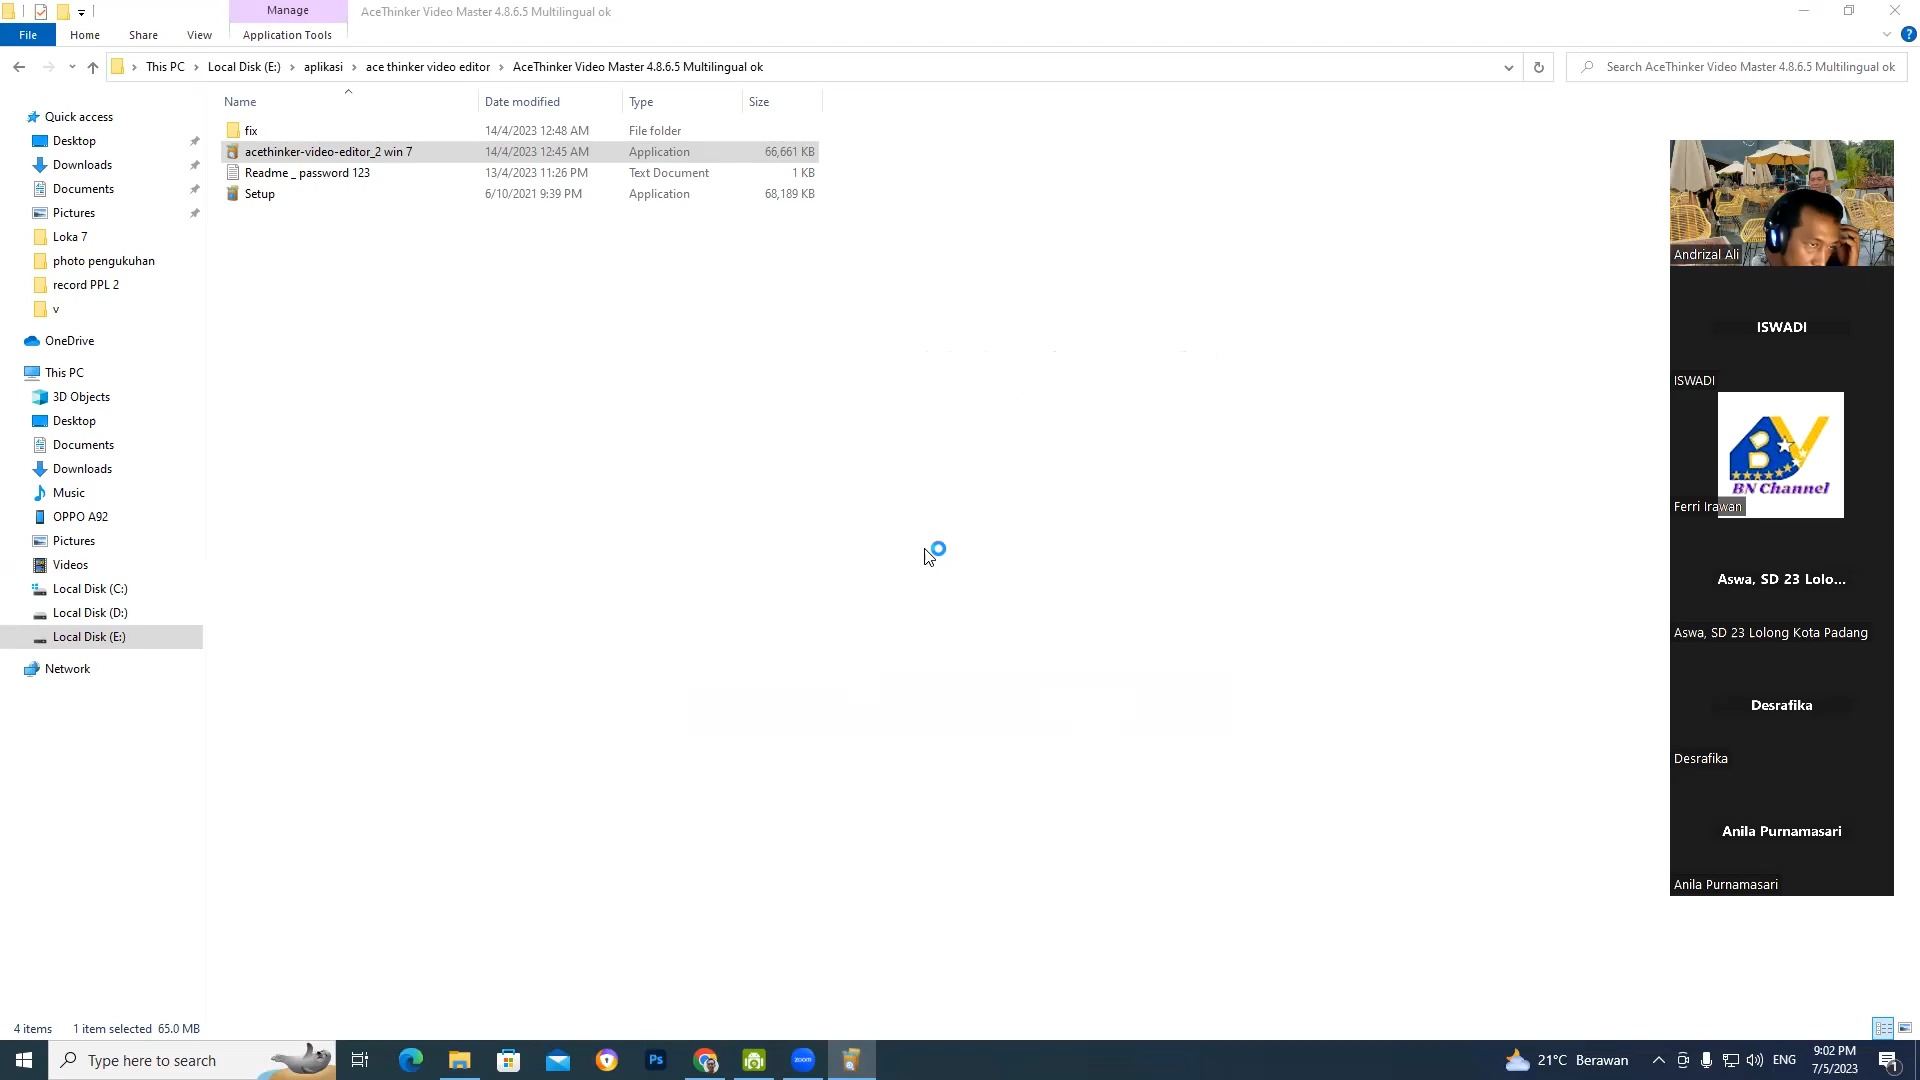 Manage
AceThinker Video Master 4.8.6.5 Multilingual ok
File
Home
Share
View
Application Tools
This PC
Local Disk (E:)
aplikasi
ace thinker video editor
AceThinker Video Master 4.8.6.5 Multilingual ok
Search AceThinker Video Master 4.8.6.5 Multilingual ok
Name
Date modified
Type
Size
fix
14/4/2023 12:48 AM
File folder
acethinker-video-editor_2 win 7
14/4/2023 12:45 AM
Application
66,661 KB
Readme _ password 123
13/4/2023 11:26 PM
Text Document
1 KB
Setup
6/10/2021 9:39 PM
Application
68,189 KB
Quick access
Desktop
Downloads
Documents
Pictures
Loka 7
photo pengukuhan
record PPL 2
v
OneDrive
This PC
3D Objects
Desktop
Documents
Downloads
Music
OPPO A92
Pictures
Videos
Local Disk (C:)
Local Disk (D:)
Local Disk (E:)
Network
Andrizal Ali
ISWADI
ISWADI
BV
BN Channel
Ferri Irawan
Aswa, SD 23 Lolo...
Aswa, SD 23 Lolong Kota Padang
Desrafika
Desrafika
Anila Purnamasari
Anila Purnamasari
4 items
1 item selected 65.0 MB
Type here to search
Ps
zoom
21°C Berawan
ENG
9:02 PM
7/5/2023
1